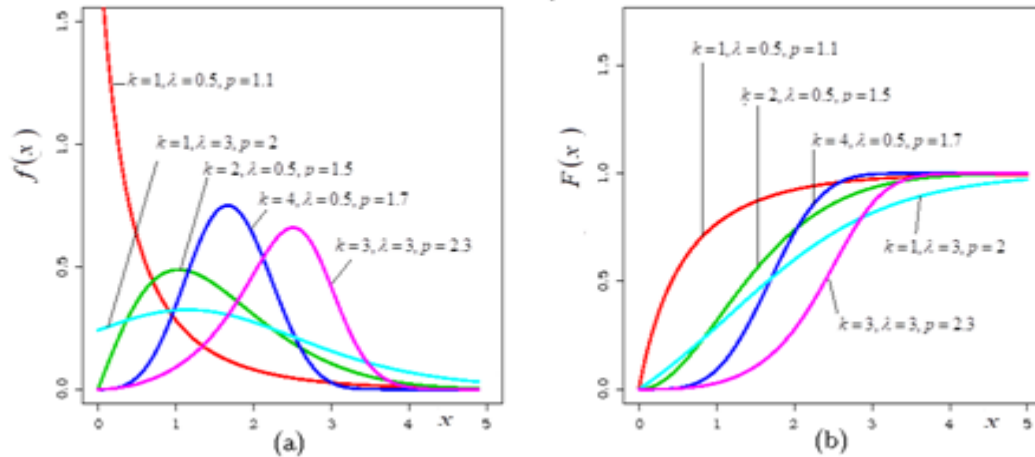 f(x)
1.5
1.0
0.5
0.0
k=1, λ=0.5, p=1.1
k=1, λ=3, p=2
k=2, λ=0.5, p=1.5
k=4, λ=0.5, p=1.7
k=3, λ=3, p=2.3
0 1 2 3 4 5
x
(a)
F(x
1.5
1.0
0.5
0.0
k=1, λ=0.5, p=1.1
k=2, λ=0.5, p=1.5
k=4, λ=0.5, p=1.7
k=1, λ=3, p=2
k=3, λ=3, p=2.3
0 1 2 3 4 5
x
(b)